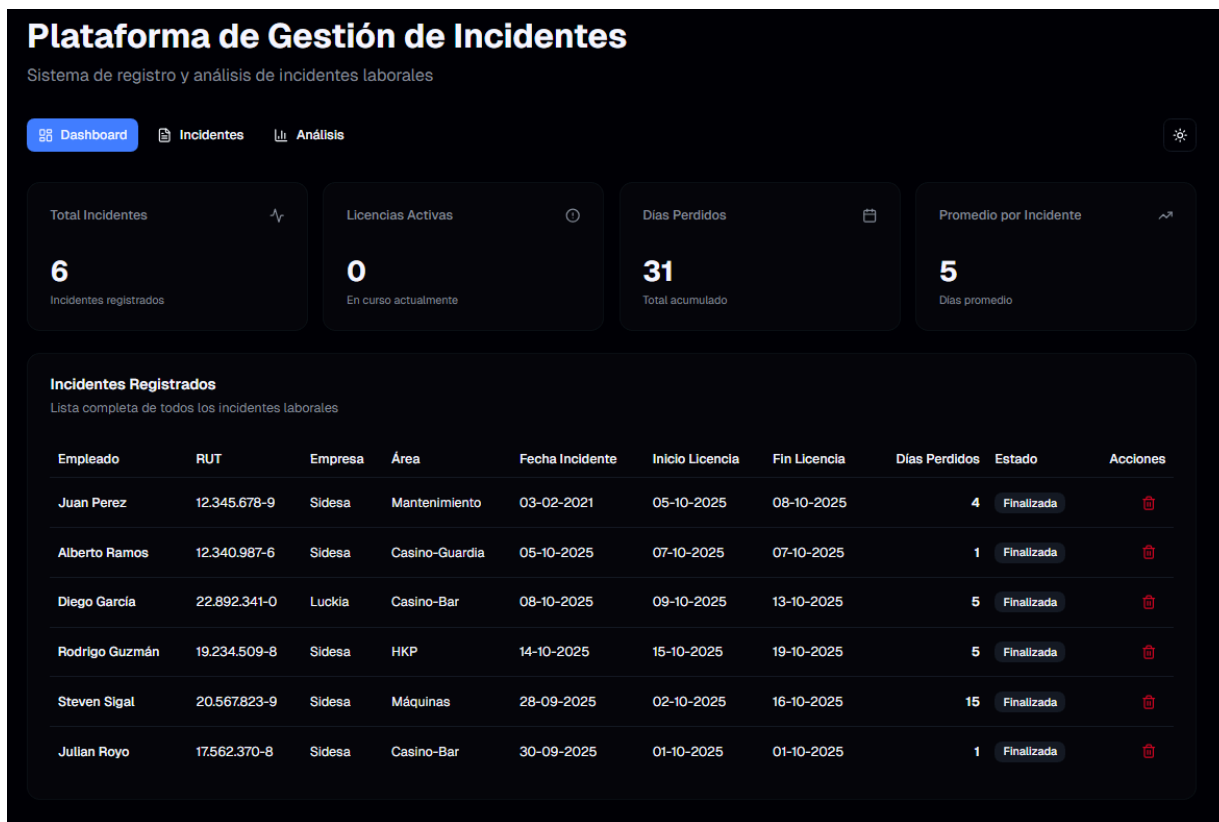 Plataforma de Gestión de Incidentes
Sistema de registro y análisis de incidentes laborales
Dashboard Incidentes Análisis
Total Incidentes Licencias Activas Días Perdidos Promedio por Incidente
6 0 31 5
Incidentes registrados En curso actualmente Total acumulado Días promedio
Incidentes Registrados
Lista completa de todos los incidentes laborales
Empleado RUT Empresa Área Fecha Incidente Inicio Licencia Fin Licencia Días Perdidos Estado Acciones
Juan Perez 12.345.678-9 Sidesa Mantenimiento 03-02-2021 05-10-2025 08-10-2025 4 Finalizada
Alberto Ramos 12.340.987-6 Sidesa Casino-Guardia 05-10-2025 07-10-2025 07-10-2025 1 Finalizada
Diego García 22.892.341-0 Luckia Casino-Bar 08-10-2025 09-10-2025 13-10-2025 5 Finalizada
Rodrigo Guzmán 19.234.509-8 Sidesa HKP 14-10-2025 15-10-2025 19-10-2025 5 Finalizada
Steven Sigal 20.567.823-9 Sidesa Máquinas 28-09-2025 02-10-2025 16-10-2025 15 Finalizada
Julian Royo 17.562.370-8 Sidesa Casino-Bar 30-09-2025 01-10-2025 01-10-2025 1 Finalizada